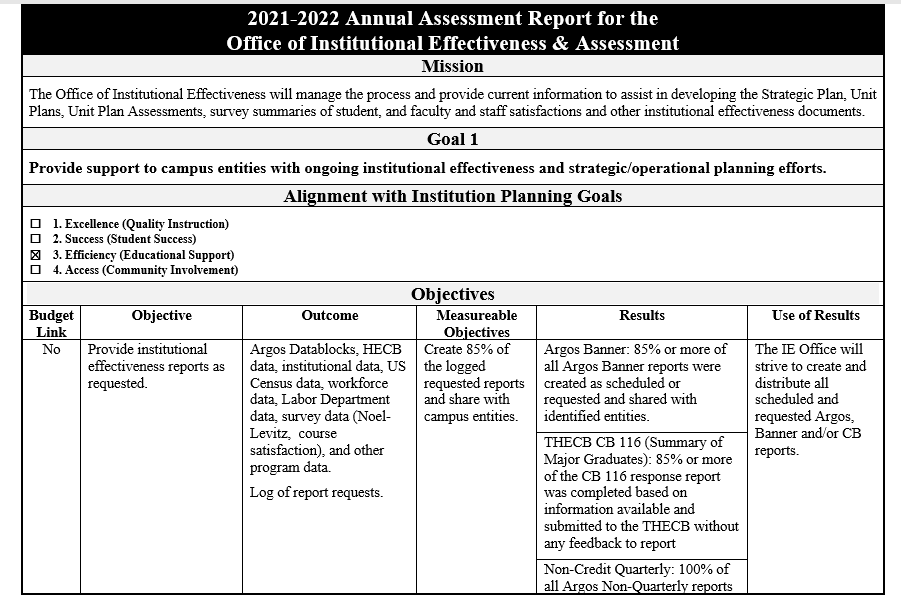 2021-2022 Annual Assessment Report for the
Office of Institutional Effectiveness & Assessment
Mission
The Office of Institutional Effectiveness will manage the process and provide current information to assist in developing the Strategic Plan, Unit
Plans, Unit Plan Assessments, survey summaries of student, and faculty and staff satisfactions and other institutional effectiveness documents.
Goal 1
Provide support to campus entities with ongoing institutional effectiveness and strategic/operational planning efforts.
Alignment with Institution Planning Goals
☐ 1. Excellence (Quality Instruction)
☐ 2. Success (Student Success)
☒ 3. Efficiency (Educational Support)
☐ 4. Access (Community Involvement)
Objectives
Budget
Link
Objective
Outcome
Measureable
Objectives
Results
Use of Results
No
Provide institutional
effectiveness reports as
requested.
Argos Datablocks, HECB
data, institutional data, US
Census data, workforce
data, Labor Department
data, survey data (Noel-
Levitz, course
satisfaction), and other
program data.
Log of report requests.
Create 85% of
the logged
requested reports
and share with
campus entities.
Argos Banner: 85% or more of
all Argos Banner reports were
created as scheduled or
requested and shared with
identified entities.
THECB CB 116 (Summary of
Major Graduates): 85% or more
of the CB 116 response report
was completed based on
information available and
submitted to the THECB without
any feedback to report
Non-Credit Quarterly: 100% of
all Argos Non-Quarterly reports
The IE Office will
strive to create and
distribute all
scheduled and
requested Argos,
Banner and/or CB
reports.